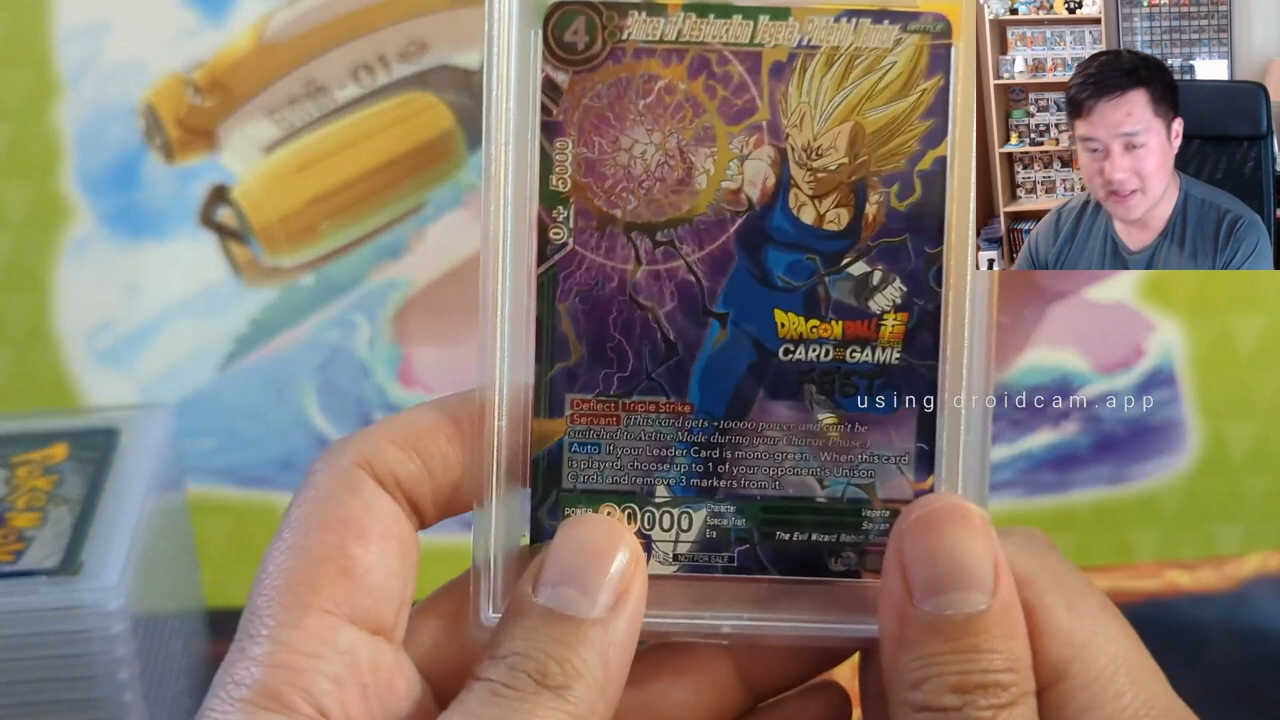 4
Prince of Destruction Vegeta, Prideful Warrior
BATTLE
0 + 5000
DRAGON BALL
SUPER
CARD GAME
FEST
using droidcam.app
Deflect Triple Strike
Servant (This card gets +10000 power and can't be
switched to Active Mode during your Charge Phase.)
Auto If your Leader Card is mono-green : When this card
is played, choose up to 1 of your opponent's Unison
Cards and remove 3 markers from it.
POWER
Character Vegeta
Special Trait Saiyan
Era The Evil Wizard Babidi
NOT FOR SALE
POKéMON